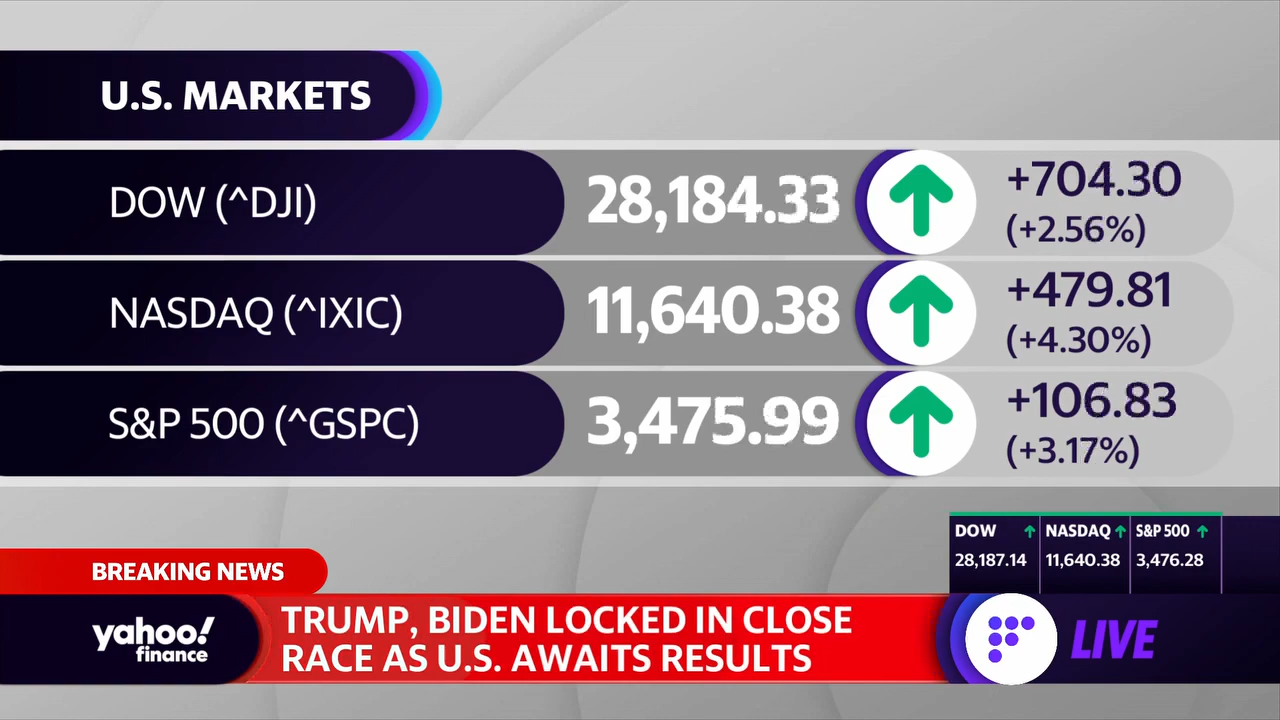 U.S. MARKETS
DOW (^DJI) 28,184.33 +704.30
(+2.56%)
NASDAQ (^IXIC) 11,640.38 +479.81
(+4.30%)
S&P 500 (^GSPC) 3,475.99 +106.83
(+3.17%)
DOW NASDAQ S&P 500
28,187.14 11,640.38 3,476.28
BREAKING NEWS
yahoo!
finance
TRUMP, BIDEN LOCKED IN CLOSE
RACE AS U.S. AWAITS RESULTS
LIVE